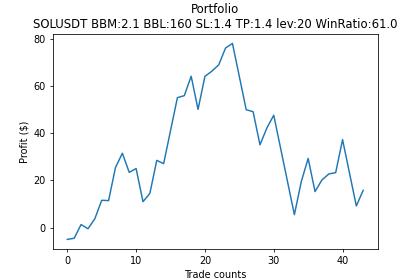 Portfolio
SOLUSDT BBM:2.1 BBL:160 SL:1.4 TP:1.4 lev:20 WinRatio:61.0
80
60
40
20
0
Profit ($)
0
10
20
30
40
Trade counts